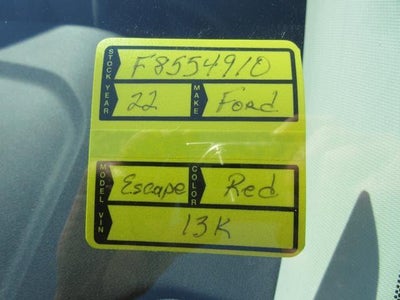 STOCK F8554910
YEAR 22 MAKE Ford
MODEL Escape COLOR Red
VIN 13K